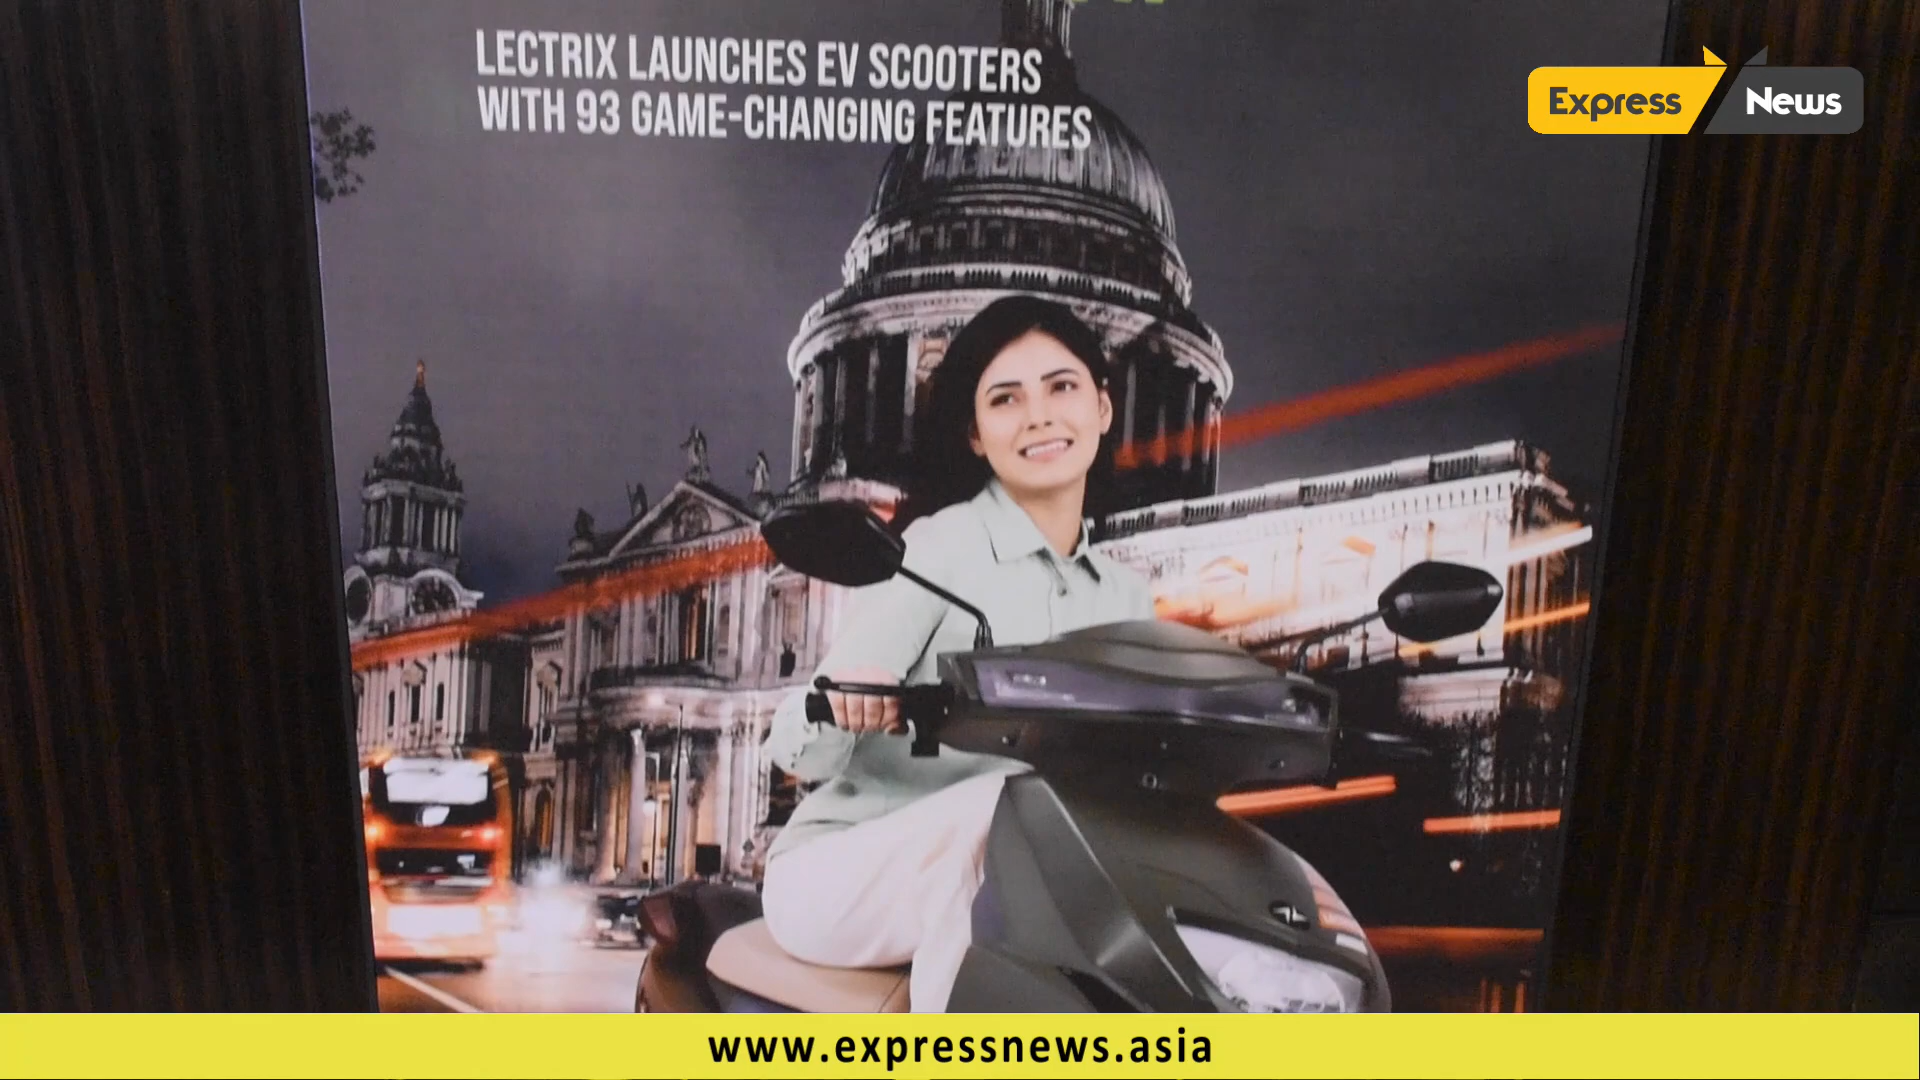 LECTRIX LAUNCHES EV SCOOTERS
WITH 93 GAME-CHANGING FEATURES
Express News
www.expressnews.asia